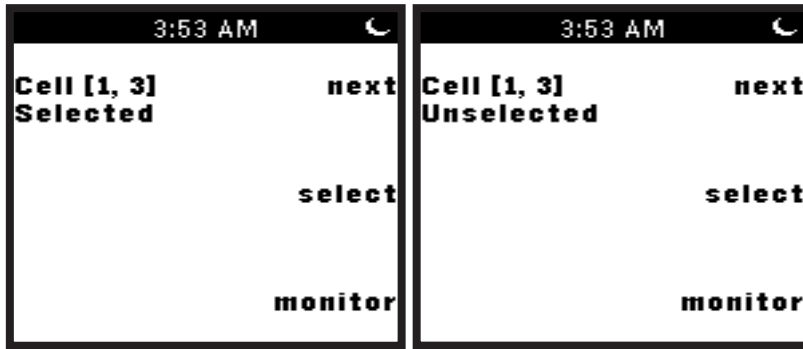 3:53 AM
Cell [1, 3] next
Selected
select
monitor
3:53 AM
Cell [1, 3] next
Unselected
select
monitor